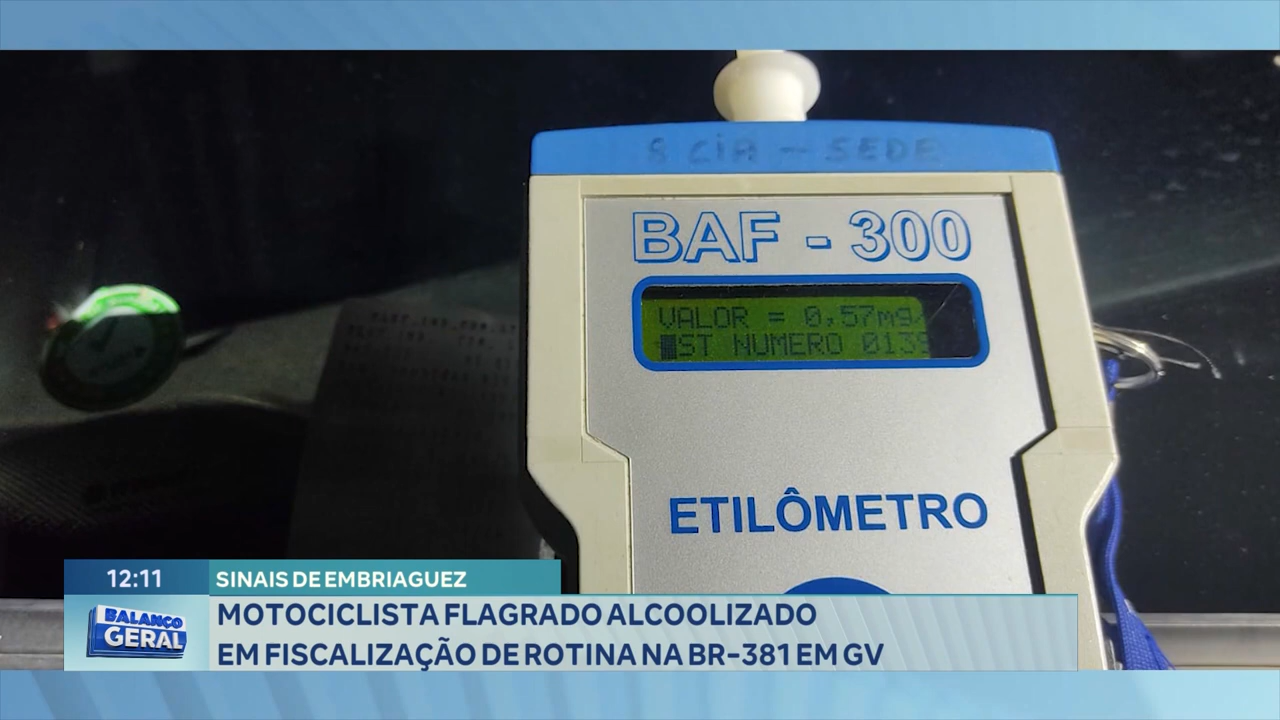 8 CIA - SEDE
BAF - 300
VALOR = 0,57mg/
ST NUMERO 0139
ETILÔMETRO
12:11
SINAIS DE EMBRIAGUEZ
BALANÇO
GERAL
MOTOCICLISTA FLAGRADO ALCOOLIZADO
EM FISCALIZAÇÃO DE ROTINA NA BR-381 EM GV